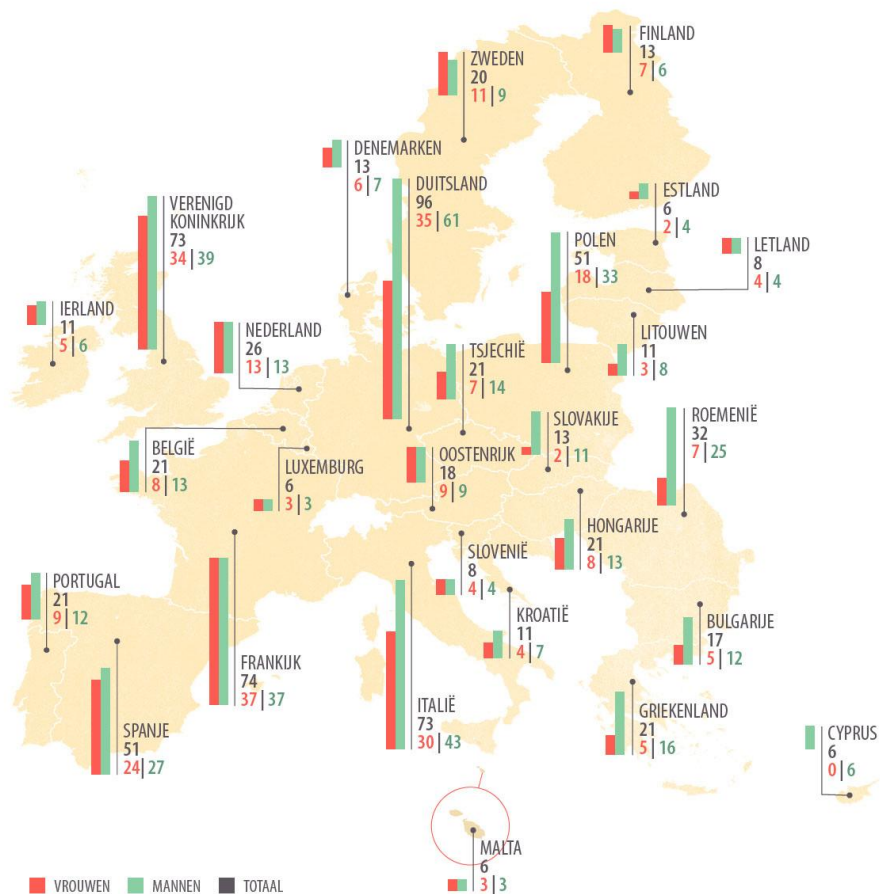 FINLAND
13
7|6
ZWEDEN
20
11|9
DENEMARKEN
13
6|7
DUITSLAND
96
35|61
ESTLAND
6
2|4
VERENIGD
KONINKRIJK
73
34|39
POLEN
51
18|33
LETLAND
8
4|4
IERLAND
11
5|6
NEDERLAND
26
13|13
LITOUWEN
11
3|8
TSJECHIË
21
7|14
SLOVAKIJE
13
2|11
ROEMENIË
32
7|25
BELGIË
21
8|13
LUXEMBURG
6
3|3
OOSTENRIJK
18
9|9
HONGARIJE
21
8|13
SLOVENIË
8
4|4
PORTUGAL
21
9|12
KROATIË
11
4|7
BULGARIJE
17
5|12
FRANKIJK
74
37|37
ITALIË
73
30|43
GRIEKENLAND
21
5|16
SPANJE
51
24|27
CYPRUS
6
0|6
MALTA
6
3|3
VROUWEN MANNEN TOTAAL